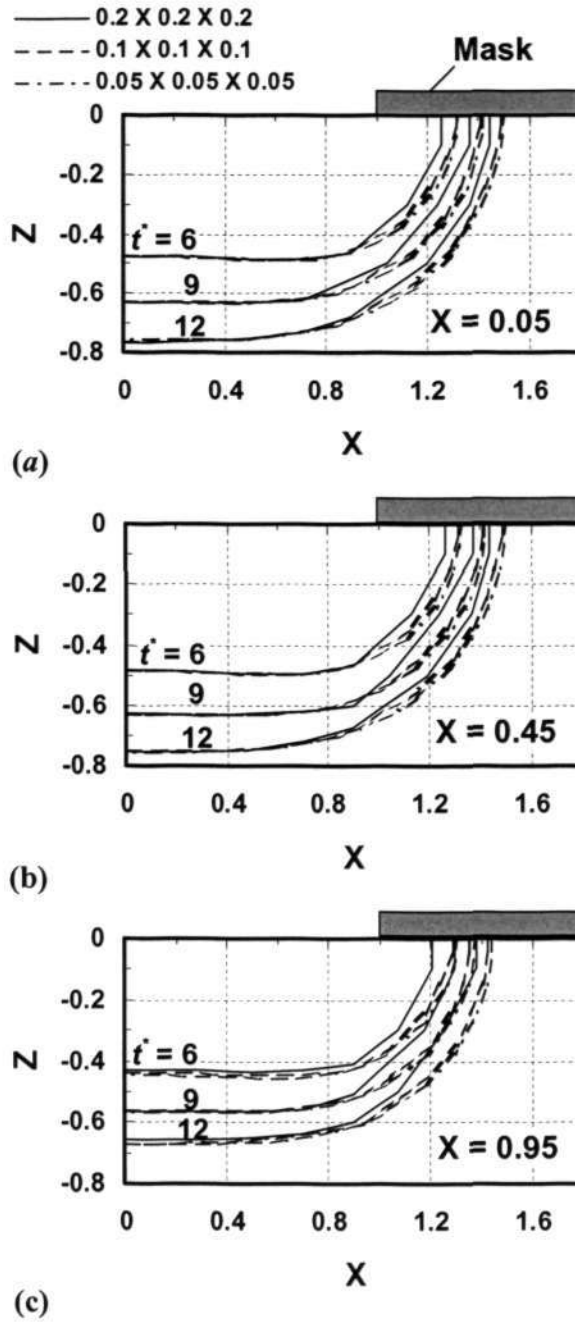 0.2 X 0.2 X 0.2
0.1 X 0.1 X 0.1
0.05 X 0.05 X 0.05
Mask
0
-0.2
-0.4
-0.6
-0.8
Z
t* = 6
9
12
X = 0.05
0 0.4 0.8 1.2 1.6
X
(a)
0
-0.2
-0.4
-0.6
-0.8
Z
t* = 6
9
12
X = 0.45
0 0.4 0.8 1.2 1.6
X
(b)
0
-0.2
-0.4
-0.6
-0.8
Z
t* = 6
9
12
X = 0.95
0 0.4 0.8 1.2 1.6
X
(c)